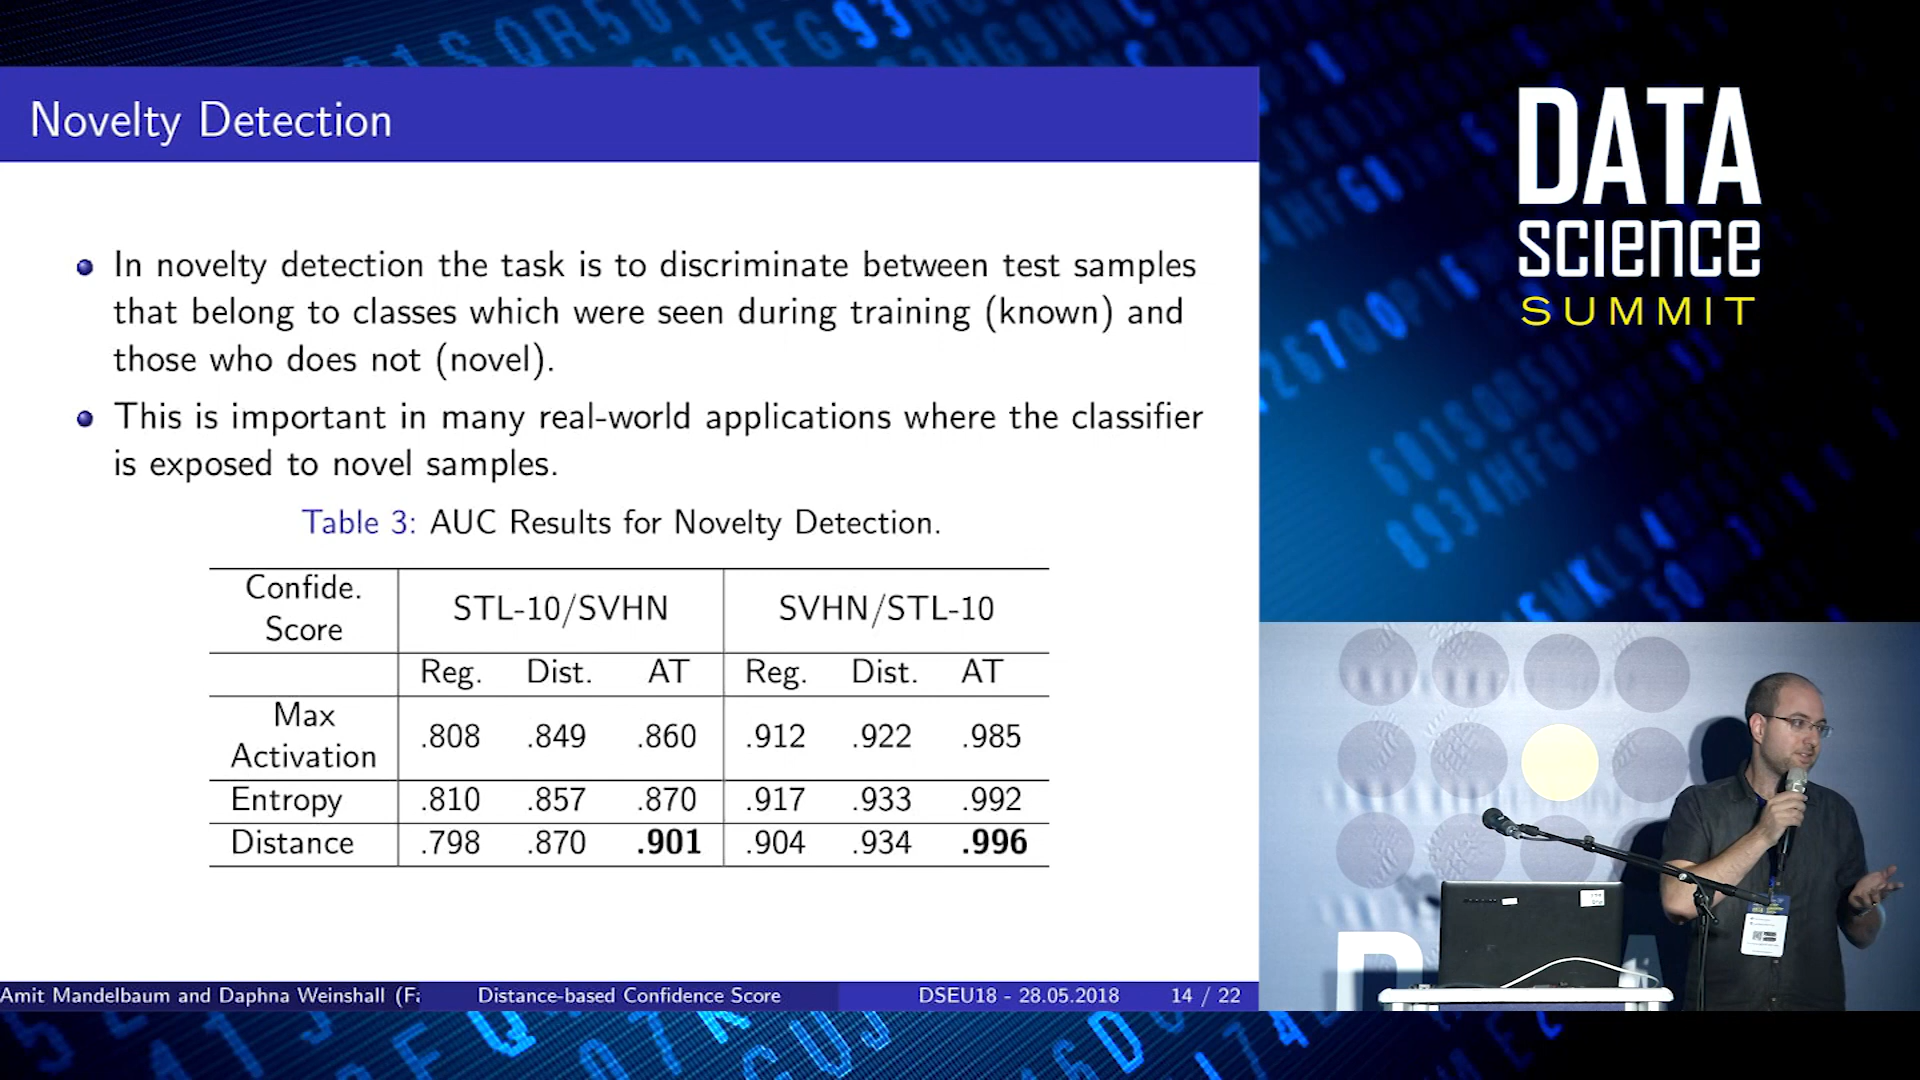 Novelty Detection
In novelty detection the task is to discriminate between test samples
that belong to classes which were seen during training (known) and
those who does not (novel).
This is important in many real-world applications where the classifier
is exposed to novel samples.
Table 3: AUC Results for Novelty Detection.
Confide. Score STL-10/SVHN SVHN/STL-10
Reg. Dist. AT Reg. Dist. AT
Max Activation .808 .849 .860 .912 .922 .985
Entropy .810 .857 .870 .917 .933 .992
Distance .798 .870 .901 .904 .934 .996
Amit Mandelbaum and Daphna Weinshall (Fa Distance-based Confidence Score DSEU18 - 28.05.2018 14 / 22
DATA
science
SUMMIT